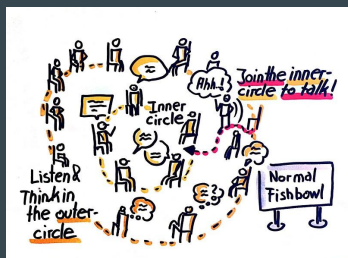 Ahh!
Join the inner-
circle to talk!
Inner
circle
Listen &
Think in
the outer-
circle
?
Normal
Fishbowl